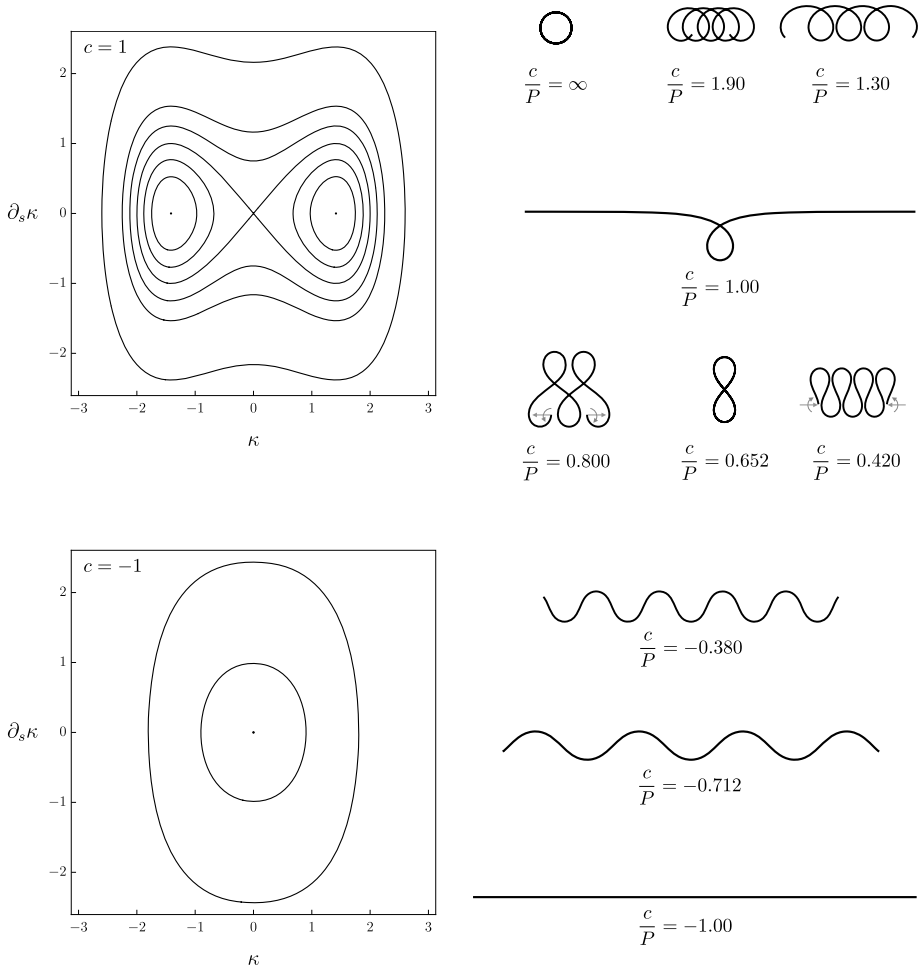 c = 1
2
1
0
−1
−2
∂ₛκ
−3 −2 −1 0 1 2 3
κ
c/P = ∞
c/P = 1.90
c/P = 1.30
c/P = 1.00
c/P = 0.800
c/P = 0.652
c/P = 0.420
c = −1
2
1
0
−1
−2
∂ₛκ
−3 −2 −1 0 1 2 3
κ
c/P = −0.380
c/P = −0.712
c/P = −1.00